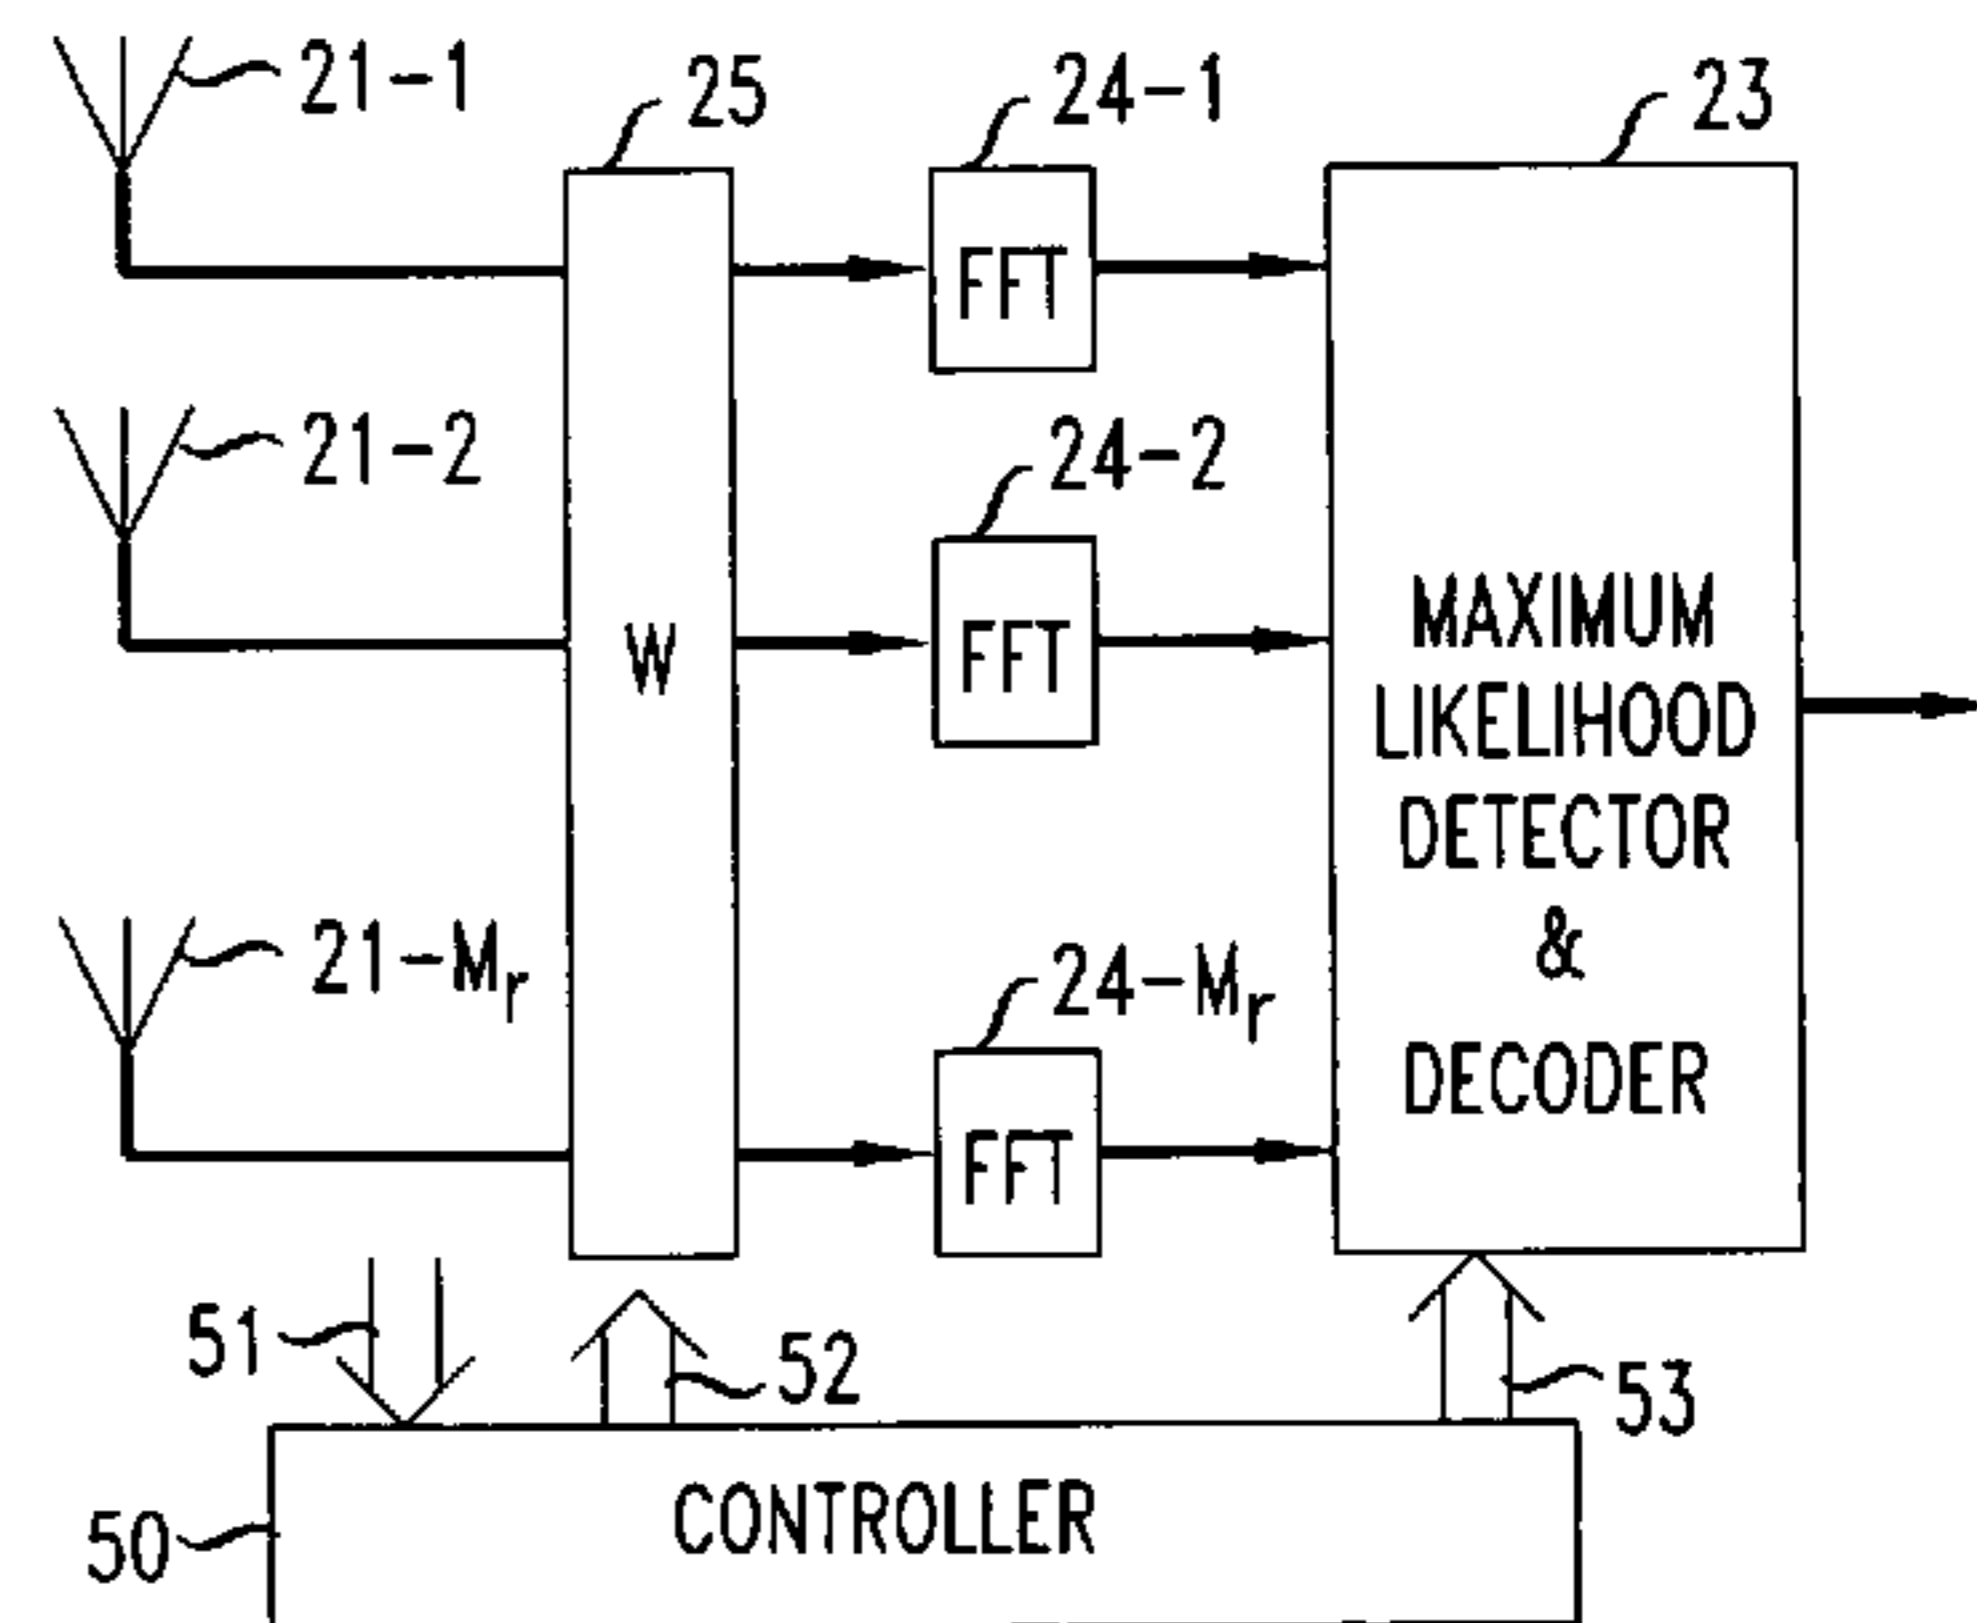 21-1
25
24-1
23
FFT
21-2
24-2
W
FFT
MAXIMUM
LIKELIHOOD
DETECTOR
&
DECODER
21-Mr
24-Mr
FFT
51
52
53
50
CONTROLLER